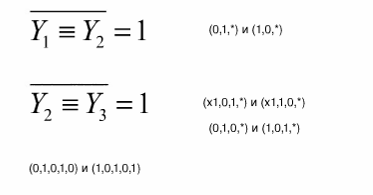 $\overline{Y_1 \equiv Y_2} = 1$ (0,1,*) и (1,0,*)
$\overline{Y_2 \equiv Y_3} = 1$ (x1,0,1,*) и (x1,1,0,*)
(0,1,0,*) и (1,0,1,*)
(0,1,0,1,0) и (1,0,1,0,1)